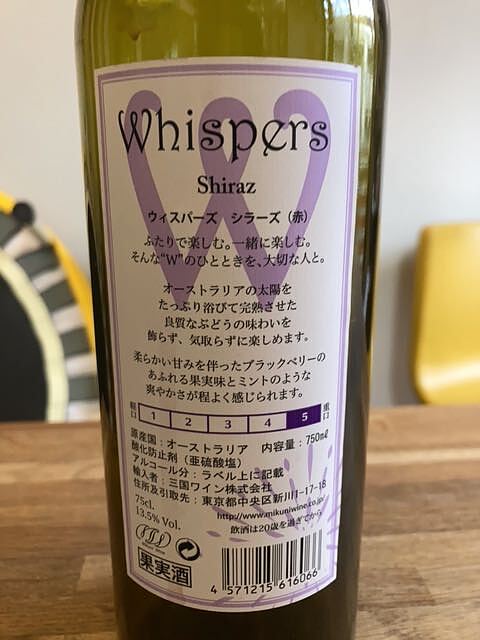 Whispers
Shiraz
ウィスパーズ シラーズ（赤）
ふたりで楽しむ。一緒に楽しむ。
そんな“W”のひとときを、大切な人と。
オーストラリアの太陽を
たっぷり浴びて完熟させた
良質なぶどうの味わいを
飾らず、気取らずに楽しめます。
柔らかい甘みを伴ったブラックベリーの
あふれる果実味とミントのような
爽やかさが程よく感じられます。
軽口 1 2 3 4 5 重口
原産国：オーストラリア 内容量：750mℓ
酸化防止剤（亜硫酸塩）
アルコール分：ラベル上に記載
輸入者：三国ワイン株式会社
住所及引取先：東京都中央区新川1-17-18
75cl.
13.5% Vol.
http://www.mikuniwine.co.jp/
飲酒は20歳を過ぎてから
果実酒
4 571215 616066